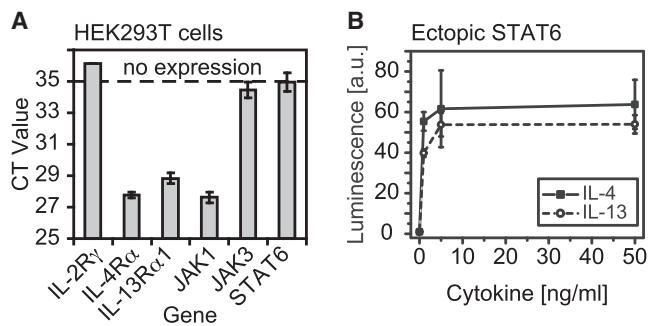 A
HEK293T cells
no expression
CT Value
35
33
31
29
27
25
IL-2Rγ
IL-4Rα
IL-13Rα1
JAK1
JAK3
STAT6
Gene
B
Ectopic STAT6
Luminescence [a.u.]
80
60
40
20
0
IL-4
IL-13
0
10
20
30
40
50
Cytokine [ng/ml]